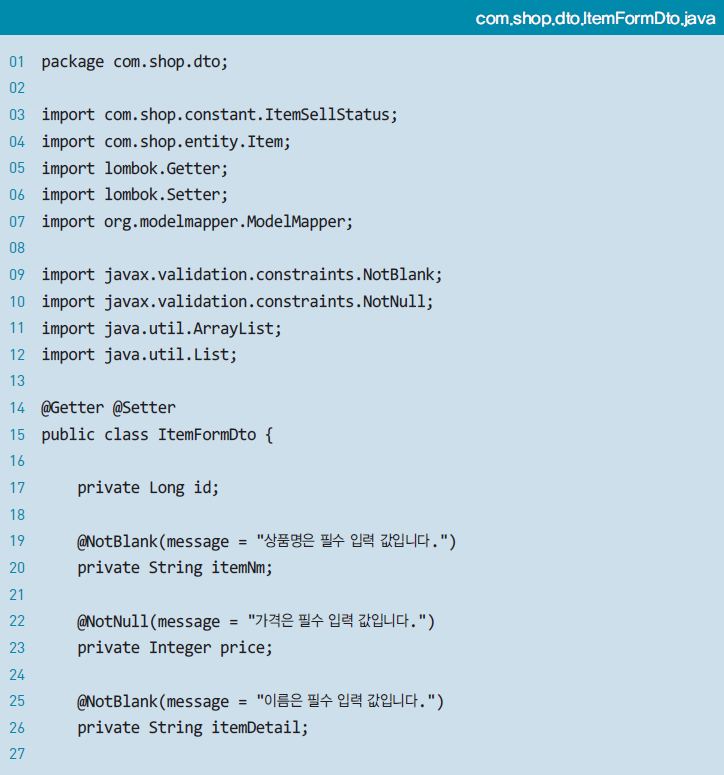 com.shop.dto.ItemFormDto.java
01 package com.shop.dto;
02
03 import com.shop.constant.ItemSellStatus;
04 import com.shop.entity.Item;
05 import lombok.Getter;
06 import lombok.Setter;
07 import org.modelmapper.ModelMapper;
08
09 import javax.validation.constraints.NotBlank;
10 import javax.validation.constraints.NotNull;
11 import java.util.ArrayList;
12 import java.util.List;
13
14 @Getter @Setter
15 public class ItemFormDto {
16
17     private Long id;
18
19     @NotBlank(message = "상품명은 필수 입력 값입니다.")
20     private String itemNm;
21
22     @NotNull(message = "가격은 필수 입력 값입니다.")
23     private Integer price;
24
25     @NotBlank(message = "이름은 필수 입력 값입니다.")
26     private String itemDetail;
27